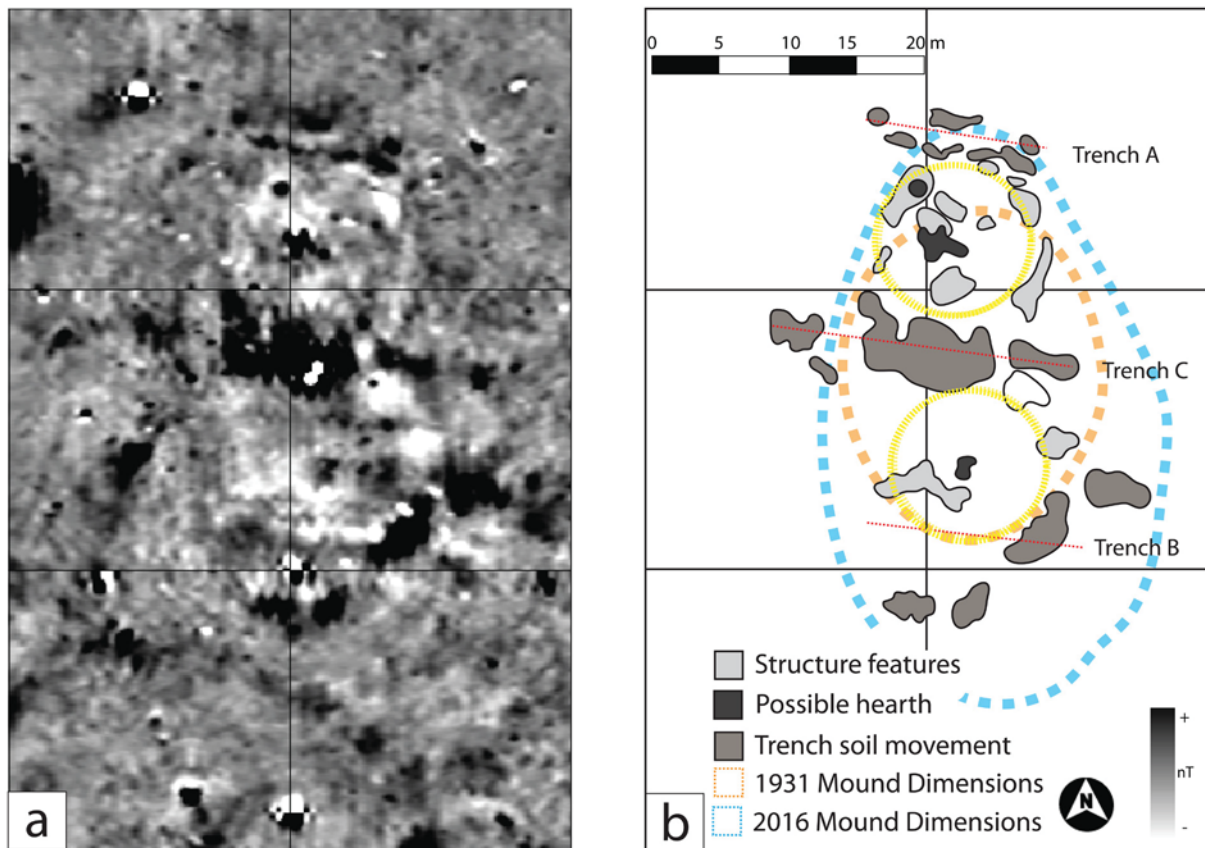 a
0 5 10 15 20 m
Trench A
Trench C
Trench B
Structure features
Possible hearth
Trench soil movement
1931 Mound Dimensions
2016 Mound Dimensions
N
+
nT
-
b